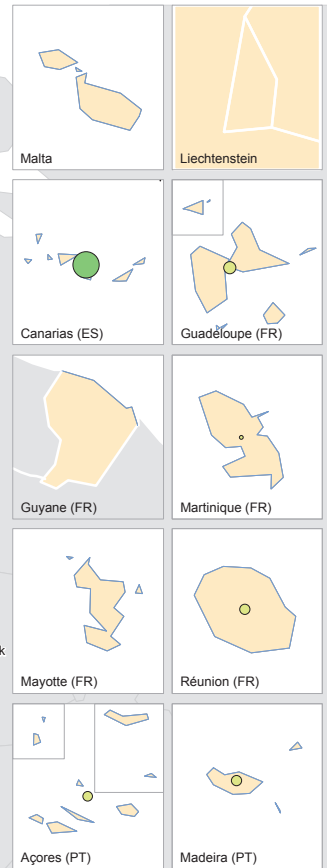 Malta
Liechtenstein
Canarias (ES)
Guadeloupe (FR)
Guyane (FR)
Martinique (FR)
k
Mayotte (FR)
Réunion (FR)
Açores (PT)
Madeira (PT)